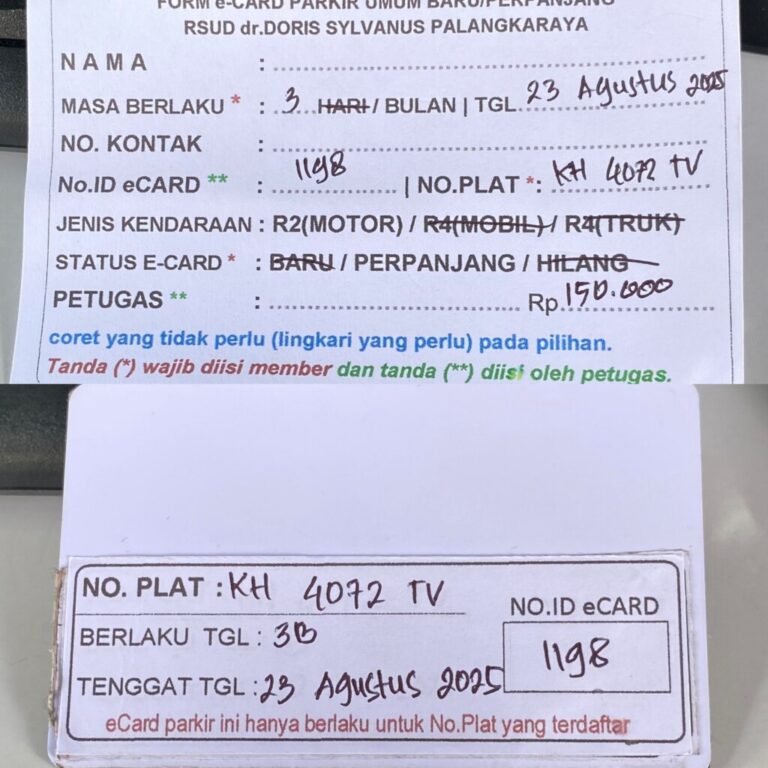 FORM e-CARD PARKIR UMUM BARU/PERPANJANG
RSUD dr.DORIS SYLVANUS PALANGKARAYA
NAMA :
MASA BERLAKU * : 3 HARI / BULAN | TGL 23 Agustus 2025
NO. KONTAK :
No.ID eCARD ** : 1198 | NO.PLAT *: KH 4072 TV
JENIS KENDARAAN : R2(MOTOR) / R4(MOBIL) / R4(TRUK)
STATUS E-CARD * : BARU / PERPANJANG / HILANG
PETUGAS ** : Rp. 150.000
coret yang tidak perlu (lingkari yang perlu) pada pilihan.
Tanda (*) wajib diisi member dan tanda (**) diisi oleh petugas.
NO. PLAT : KH 4072 TV
BERLAKU TGL : 3B
TENGGAT TGL : 23 Agustus 2025
NO.ID eCARD
1198
eCard parkir ini hanya berlaku untuk No.Plat yang terdaftar